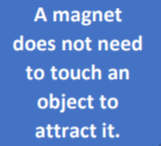 A magnet
does not need
to touch an
object to
attract it.